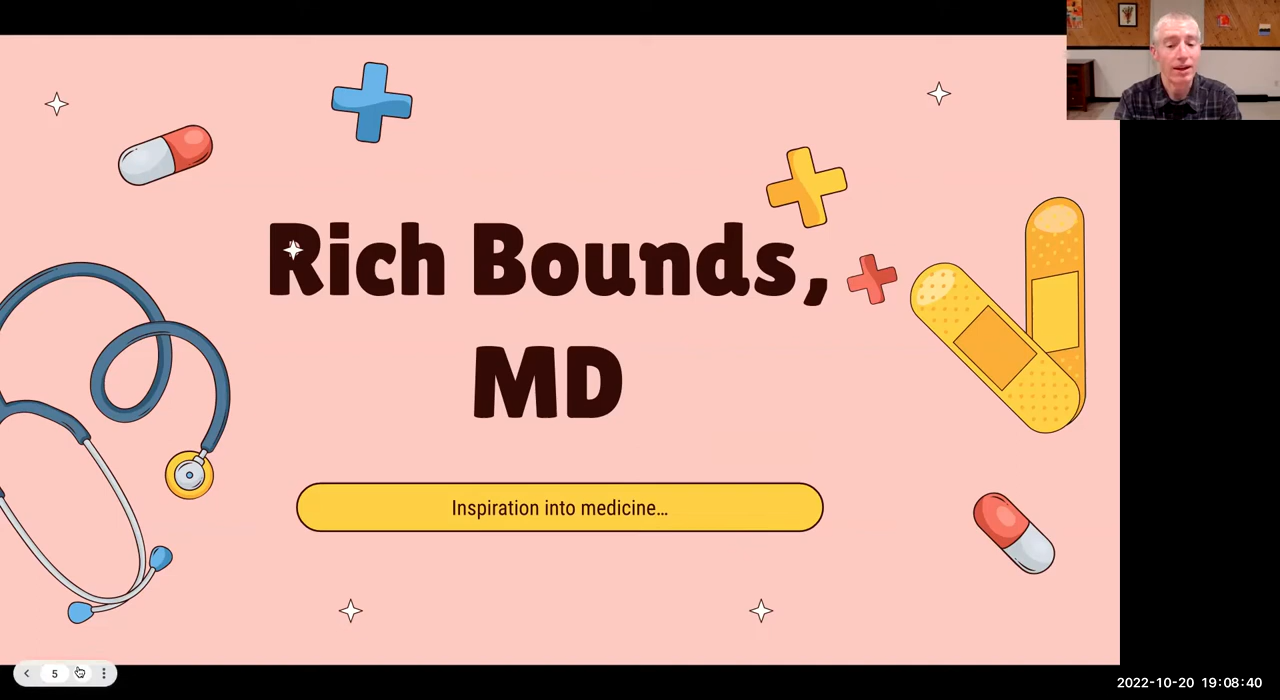 Rich Bounds,
MD
Inspiration into medicine…
5
2022-10-20 19:08:40